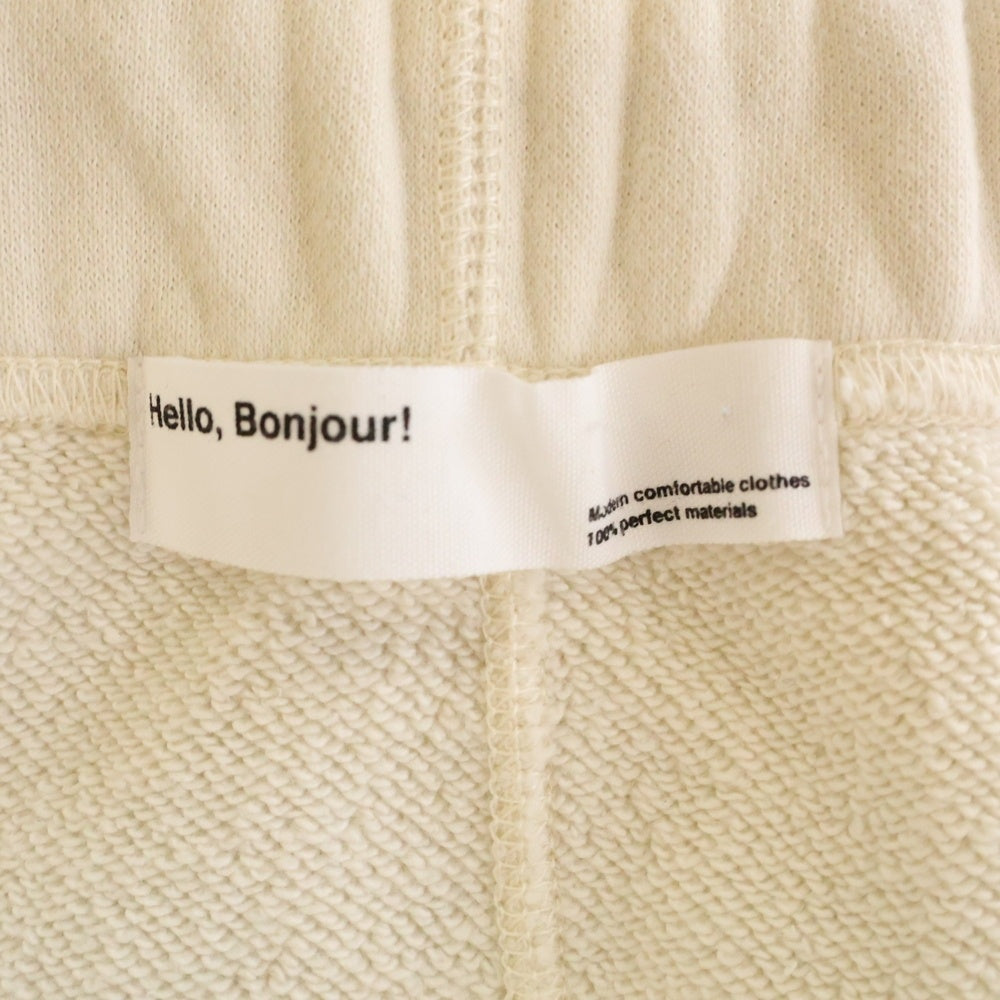 Hello, Bonjour!
Modern comfortable clothes
100% perfect materials